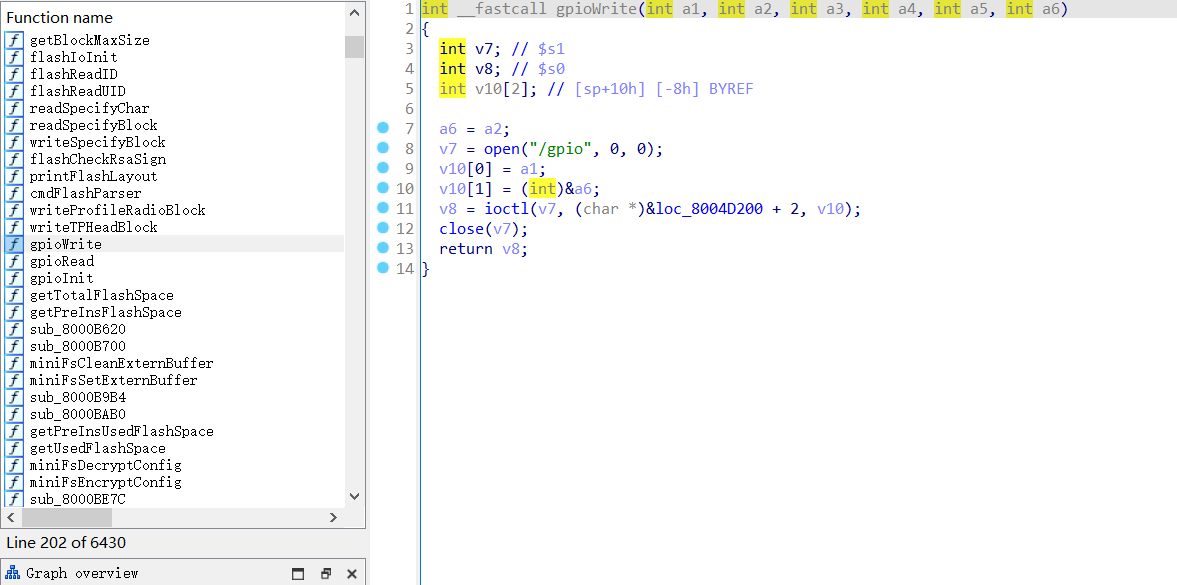 Function name
f getBlockMaxSize
f flashIoInit
f flashReadID
f flashReadUID
f readSpecifyChar
f readSpecifyBlock
f writeSpecifyBlock
f flashCheckRsaSign
f printFlashLayout
f cmdFlashParser
f writeProfileRadioBlock
f writeTPHeadBlock
f gpioWrite
f gpioRead
f gpioInit
f getTotalFlashSpace
f getPreInsFlashSpace
f sub_8000B620
f sub_8000B700
f miniFsCleanExternBuffer
f miniFsSetExternBuffer
f sub_8000B9B4
f sub_8000BAB0
f getPreInsUsedFlashSpace
f getUsedFlashSpace
f miniFsDecryptConfig
f miniFsEncryptConfig
f sub_8000BE7C
Line 202 of 6430
Graph overview
1 int __fastcall gpioWrite(int a1, int a2, int a3, int a4, int a5, int a6)
2 {
3 int v7; // $s1
4 int v8; // $s0
5 int v10[2]; // [sp+10h] [-8h] BYREF
6
7 a6 = a2;
8 v7 = open("/gpio", 0, 0);
9 v10[0] = a1;
10 v10[1] = (int)&a6;
11 v8 = ioctl(v7, (char *)&loc_8004D200 + 2, v10);
12 close(v7);
13 return v8;
14 }